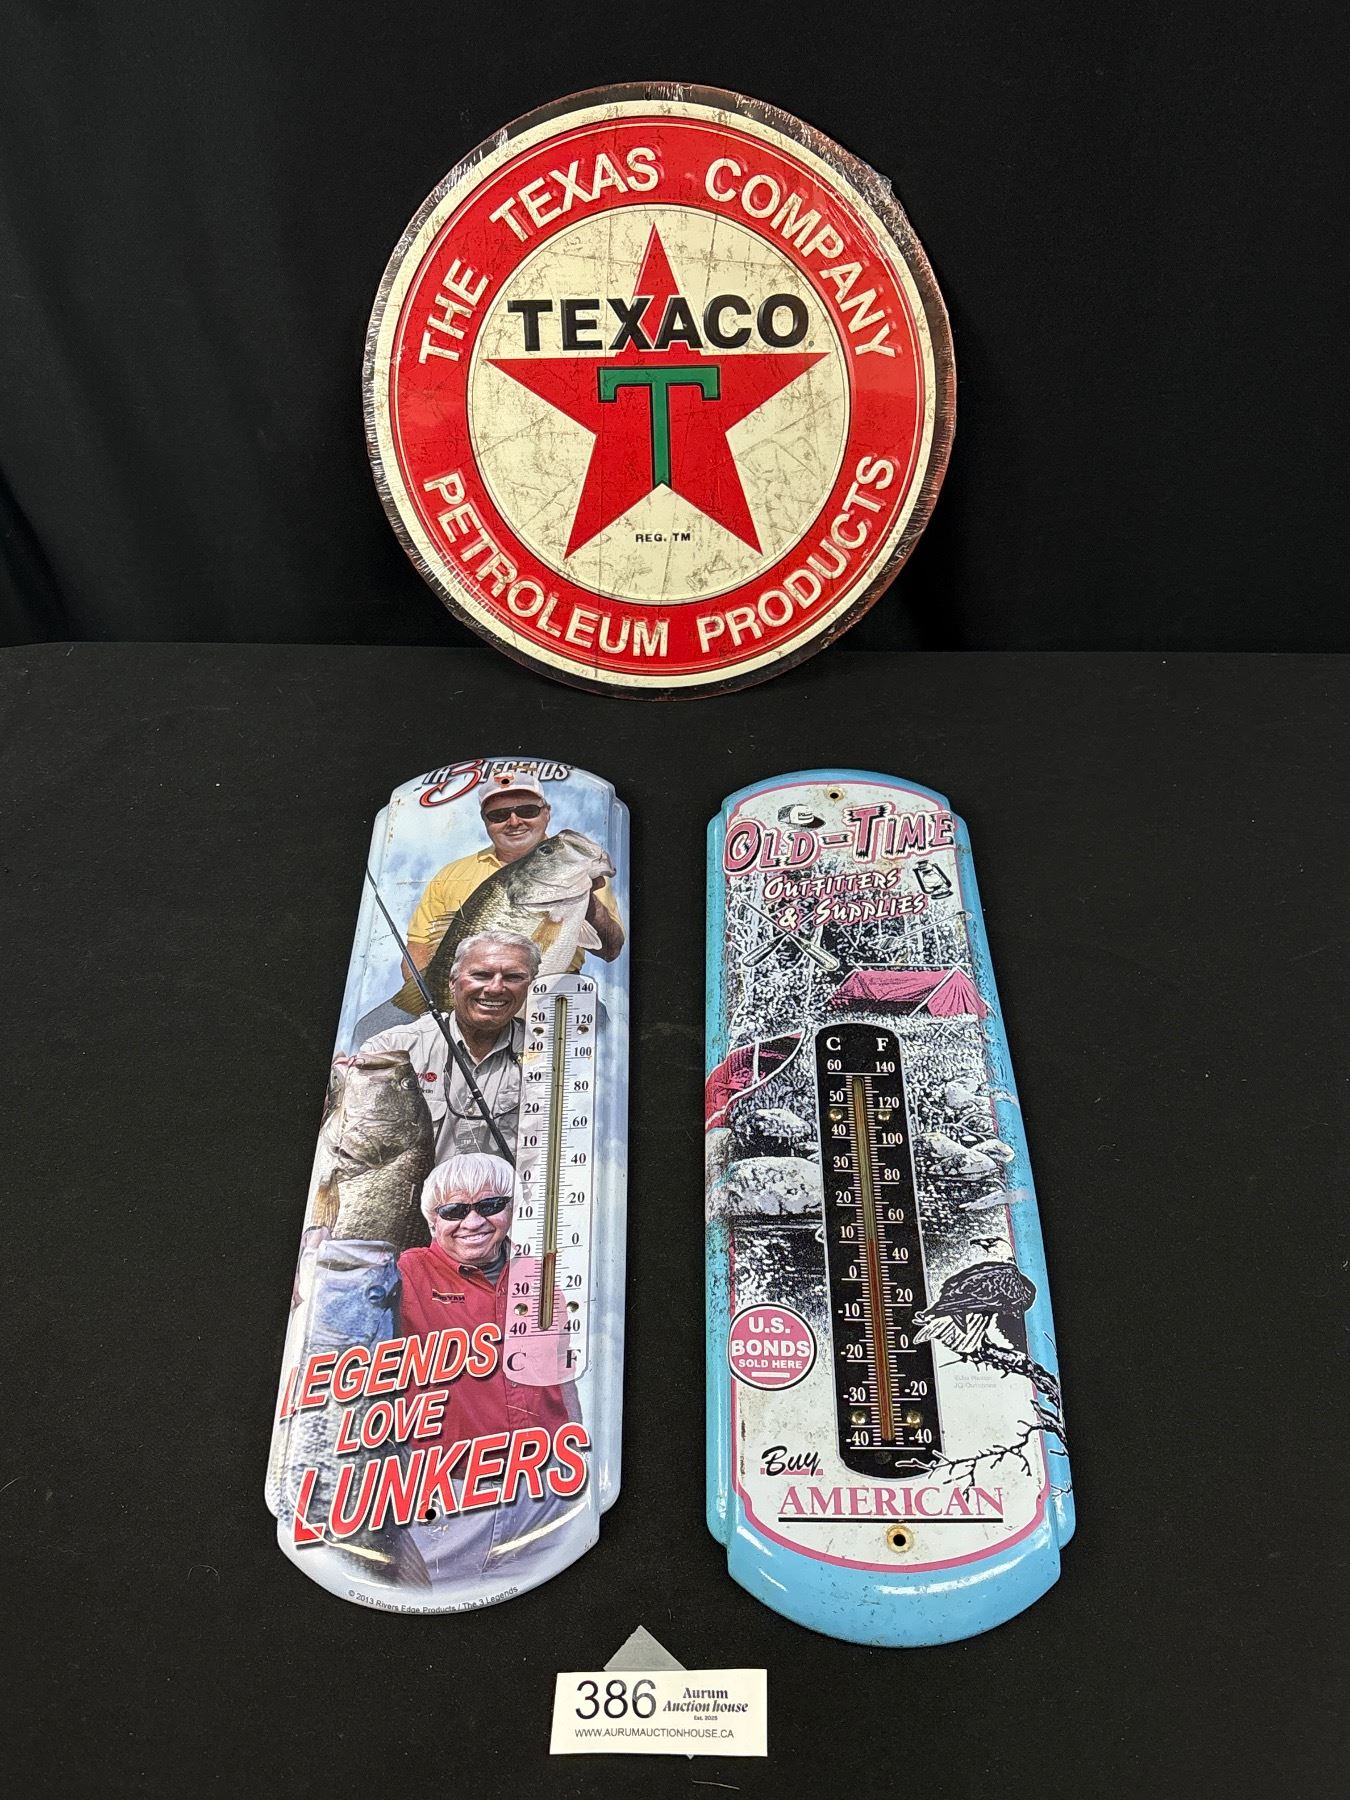 THE TEXAS COMPANY
TEXACO
T
REG. TM
PETROLEUM PRODUCTS
TH3 LEGENDS
60 140
50 120
40 100
30 80
20 60
10 40
0 20
10 0
20
30 20
40 40
C F
LEGENDS
LOVE
LUNKERS
© 2013 Rivers Edge Products / The 3 Legends
OLD-TIME
OUTFITTERS
& SUPPLIES
C F
60 140
50 120
40 100
30 80
20 60
10 40
0 20
-10 0
-20
-30 -20
-40 -40
U.S.
BONDS
SOLD HERE
Buy
AMERICAN
386 Aurum
Auction house
Est. 2025
WWW.AURUMAUCTIONHOUSE.CA